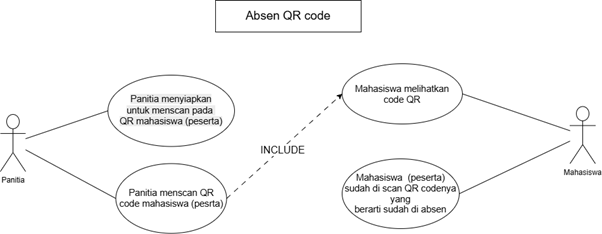 Absen QR code
Panitia menyiapkan
untuk menscan pada
QR mahasiswa (peserta)
Mahasiswa melihatkan
code QR
INCLUDE
Panitia
Mahasiswa
Panitia menscan QR
code mahasiswa (pesrta)
Mahasiswa (peserta)
sudah di scan QR codenya
yang
berarti sudah di absen